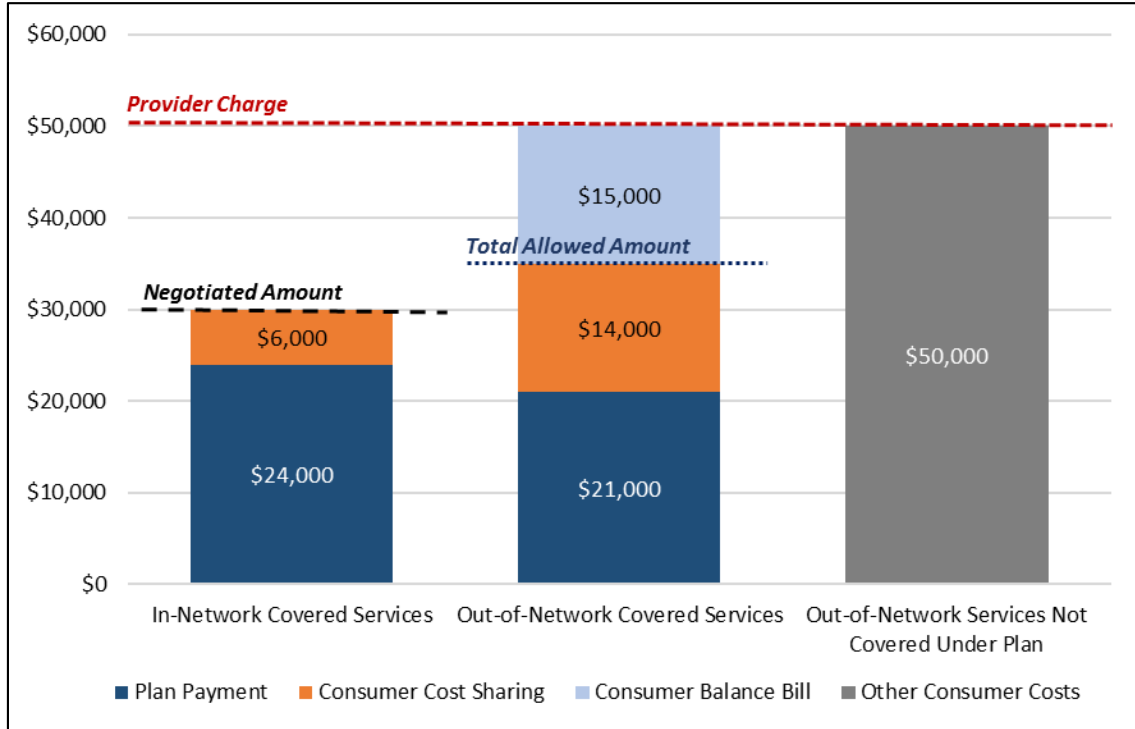 $60,000
Provider Charge
$50,000
$15,000
$40,000
Total Allowed Amount
Negotiated Amount
$30,000
$6,000
$14,000
$50,000
$20,000
$24,000
$21,000
$10,000
$0
In-Network Covered Services
Out-of-Network Covered Services
Out-of-Network Services Not
Covered Under Plan
Plan Payment
Consumer Cost Sharing
Consumer Balance Bill
Other Consumer Costs